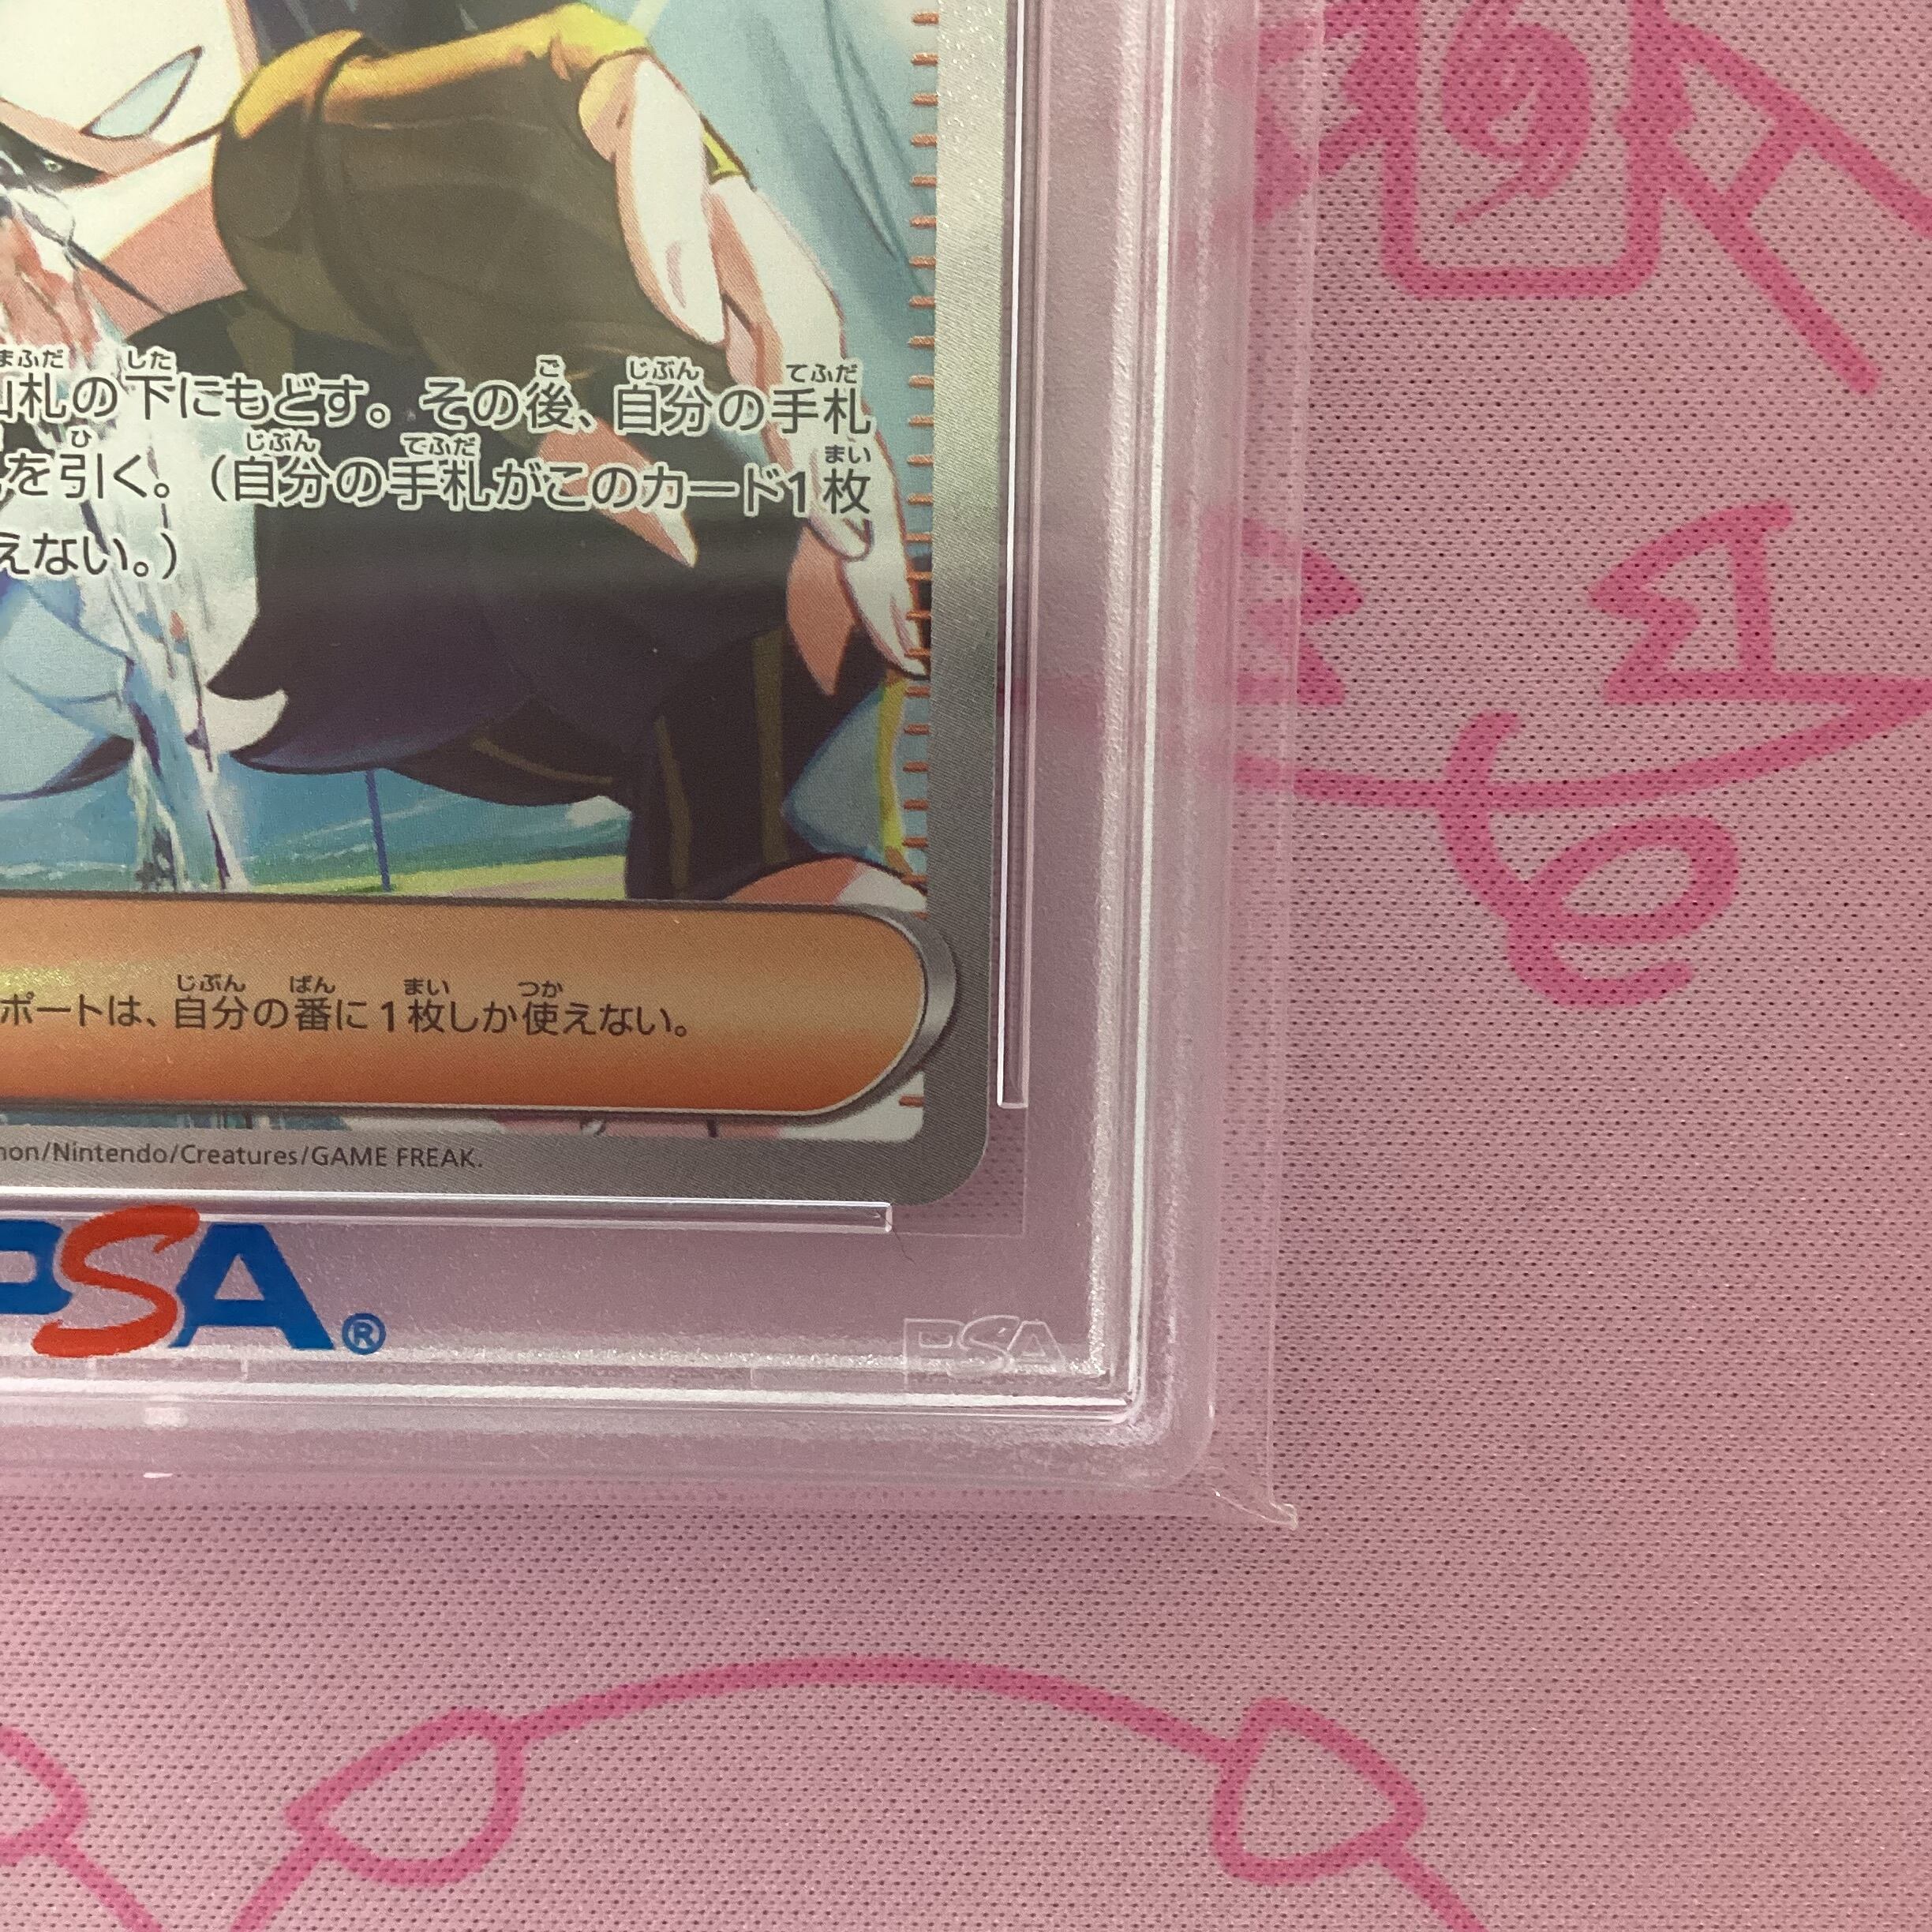 札の下にもどす。その後、自分の手札
を引く。（自分の手札がこのカード1枚
えない。）
ポートは、自分の番に1枚しか使えない。
mon/Nintendo/Creatures/GAME FREAK.
PSA®
PSA